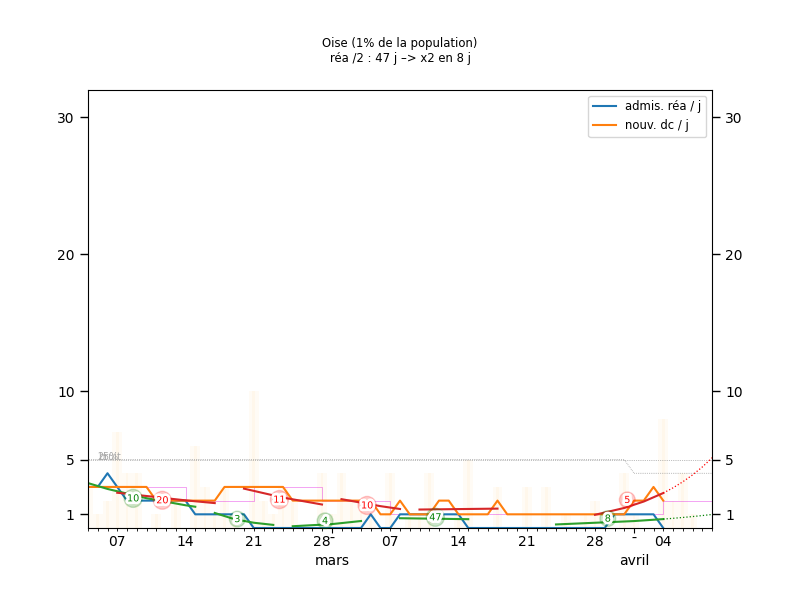 Oise (1% de la population)
réa /2 : 47 j –> x2 en 8 j
admis. réa / j
nouv. dc / j
30 30
20 20
10 10
5 5
1 1
10 20 3 11 4 10 47 8 5
07 14 21 28 07 14 21 28 - 04
mars avril